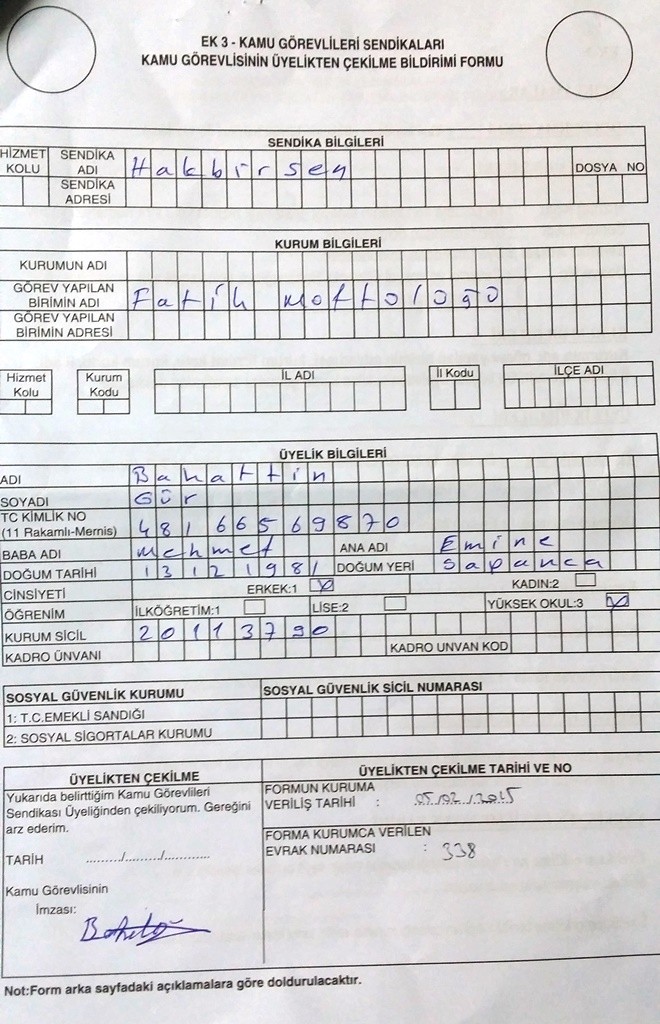 EK 3 - KAMU GÖREVLİLERİ SENDİKALARI
KAMU GÖREVLİSİNİN ÜYELİKTEN ÇEKİLME BİLDİRİMİ FORMU
SENDİKA BİLGİLERİ
HİZMET KOLU SENDİKA ADI Hakbirsen DOSYA NO
SENDİKA ADRESİ
KURUM BİLGİLERİ
KURUMUN ADI
GÖREV YAPILAN BİRİMİN ADI Fatih
GÖREV YAPILAN BİRİMİN ADRESİ
Hizmet Kolu Kurum Kodu İL ADI İl Kodu İLÇE ADI
ÜYELİK BİLGİLERİ
ADI Bahattin
SOYADI Gür
TC KİMLİK NO (11 Rakamlı-Mernis) 48166569870
BABA ADI Mehmet ANA ADI Emine
DOĞUM TARİHİ 13121981 DOĞUM YERİ Sapanca
CİNSİYETİ ERKEK:1 KADIN:2
ÖĞRENİM İLKÖĞRETİM:1 LİSE:2 YÜKSEK OKUL:3
KURUM SİCİL 20113790
KADRO ÜNVANI KADRO UNVAN KOD
SOSYAL GÜVENLİK KURUMU SOSYAL GÜVENLİK SİCİL NUMARASI
1: T.C.EMEKLİ SANDIĞI
2: SOSYAL SİGORTALAR KURUMU
ÜYELİKTEN ÇEKİLME
Yukarıda belirttiğim Kamu Görevlileri
Sendikası Üyeliğinden çekiliyorum. Gereğini
arz ederim.
TARİH ........./........./............
Kamu Görevlisinin
İmzası:
ÜYELİKTEN ÇEKİLME TARİHİ VE NO
FORMUN KURUMA
VERİLİŞ TARİHİ : 05/02/2015
FORMA KURUMCA VERİLEN
EVRAK NUMARASI : 338
Not:Form arka sayfadaki açıklamalara göre doldurulacaktır.